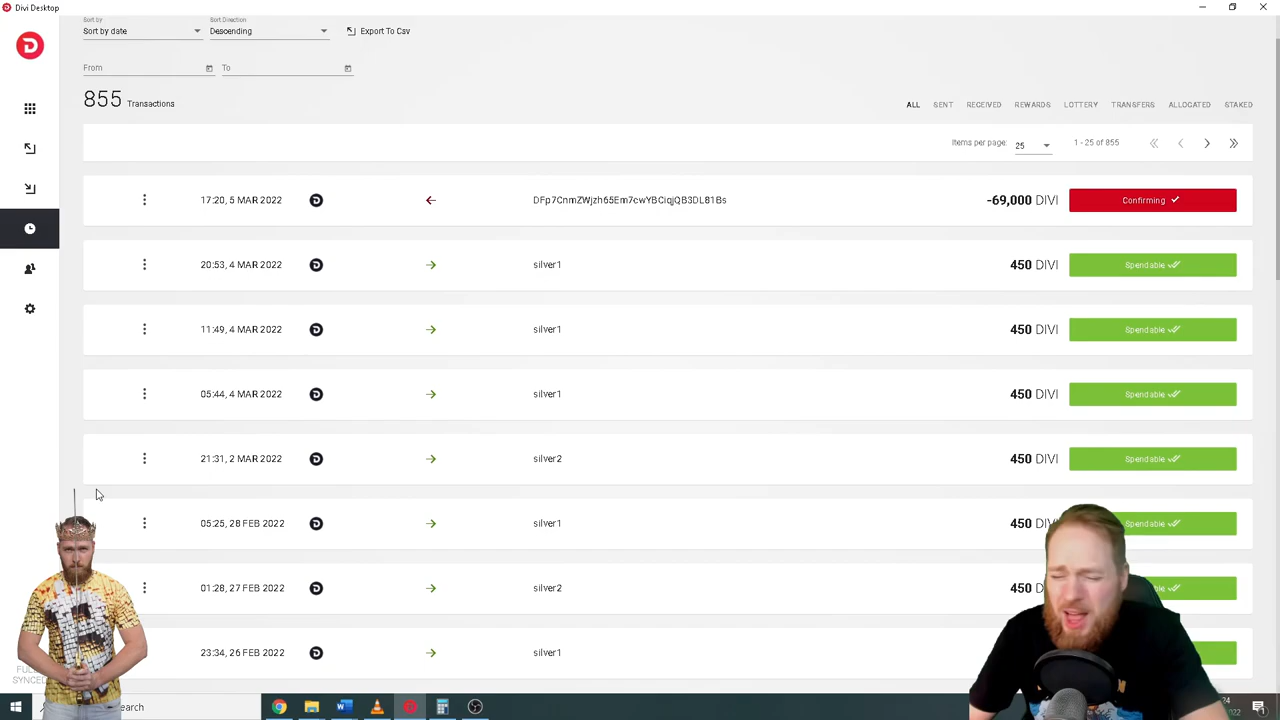 Divi Desktop
Sort by
Sort by date
Sort Direction
Descending
Export To Csv
From
To
855 Transactions
ALL SENT RECEIVED REWARDS LOTTERY TRANSFERS ALLOCATED STAKED
Items per page: 25 1 - 25 of 855
17:20, 5 MAR 2022 DFp7CnmZWjzh65Em7cwYBCiqjQB3DL81Bs -69,000 DIVI Confirming
20:53, 4 MAR 2022 silver1 450 DIVI Spendable
11:49, 4 MAR 2022 silver1 450 DIVI Spendable
05:44, 4 MAR 2022 silver1 450 DIVI Spendable
21:31, 2 MAR 2022 silver2 450 DIVI Spendable
05:25, 28 FEB 2022 silver1 450 DIVI Spendable
01:28, 27 FEB 2022 silver2 450
23:34, 26 FEB 2022 silver1 450